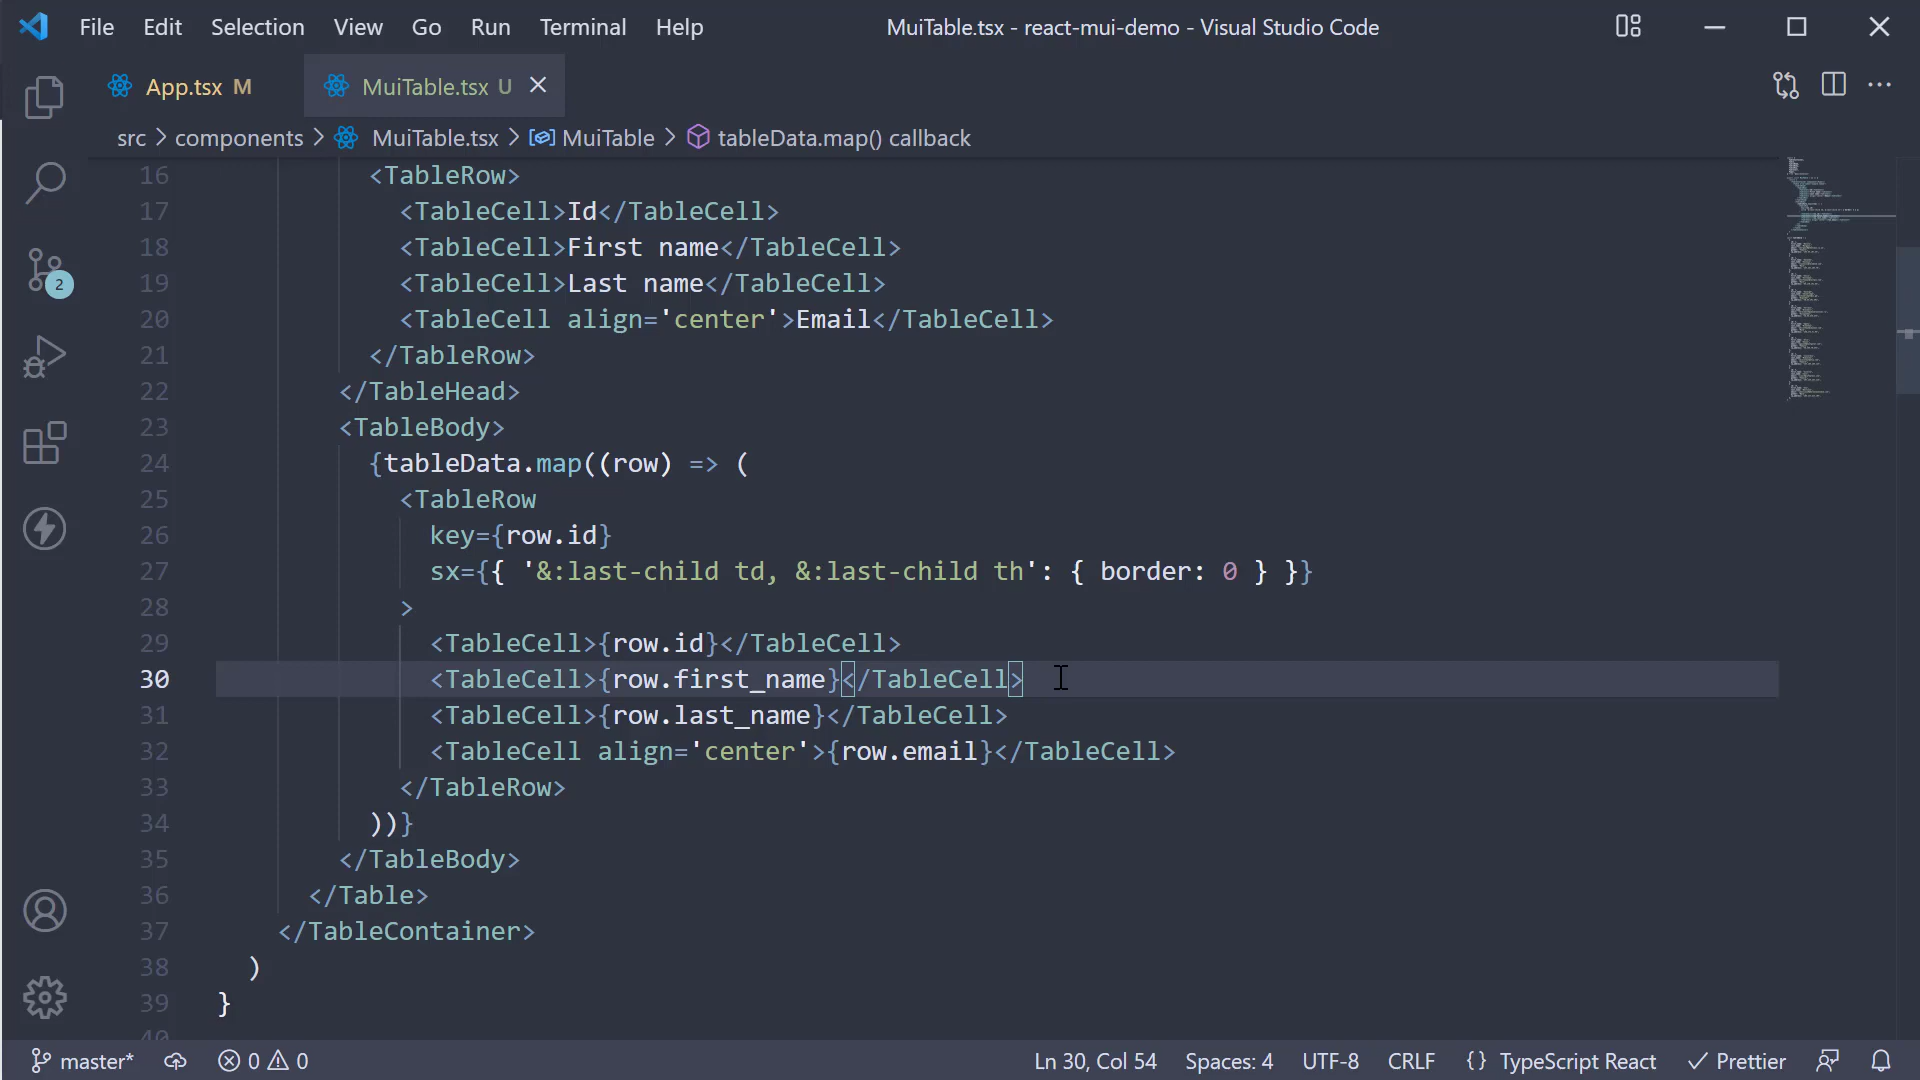 File Edit Selection View Go Run Terminal Help MuiTable.tsx - react-mui-demo - Visual Studio Code
App.tsx M MuiTable.tsx U
src > components > MuiTable.tsx > MuiTable > tableData.map() callback
16 <TableRow>
17 <TableCell>Id</TableCell>
18 <TableCell>First name</TableCell>
19 <TableCell>Last name</TableCell>
20 <TableCell align='center'>Email</TableCell>
21 </TableRow>
22 </TableHead>
23 <TableBody>
24 {tableData.map((row) => (
25 <TableRow
26 key={row.id}
27 sx={{ '&:last-child td, &:last-child th': { border: 0 } }}
28 >
29 <TableCell>{row.id}</TableCell>
30 <TableCell>{row.first_name}</TableCell>
31 <TableCell>{row.last_name}</TableCell>
32 <TableCell align='center'>{row.email}</TableCell>
33 </TableRow>
34 ))}
35 </TableBody>
36 </Table>
37 </TableContainer>
38 )
39 }
40
2
master* 0 0 Ln 30, Col 54 Spaces: 4 UTF-8 CRLF {} TypeScript React Prettier